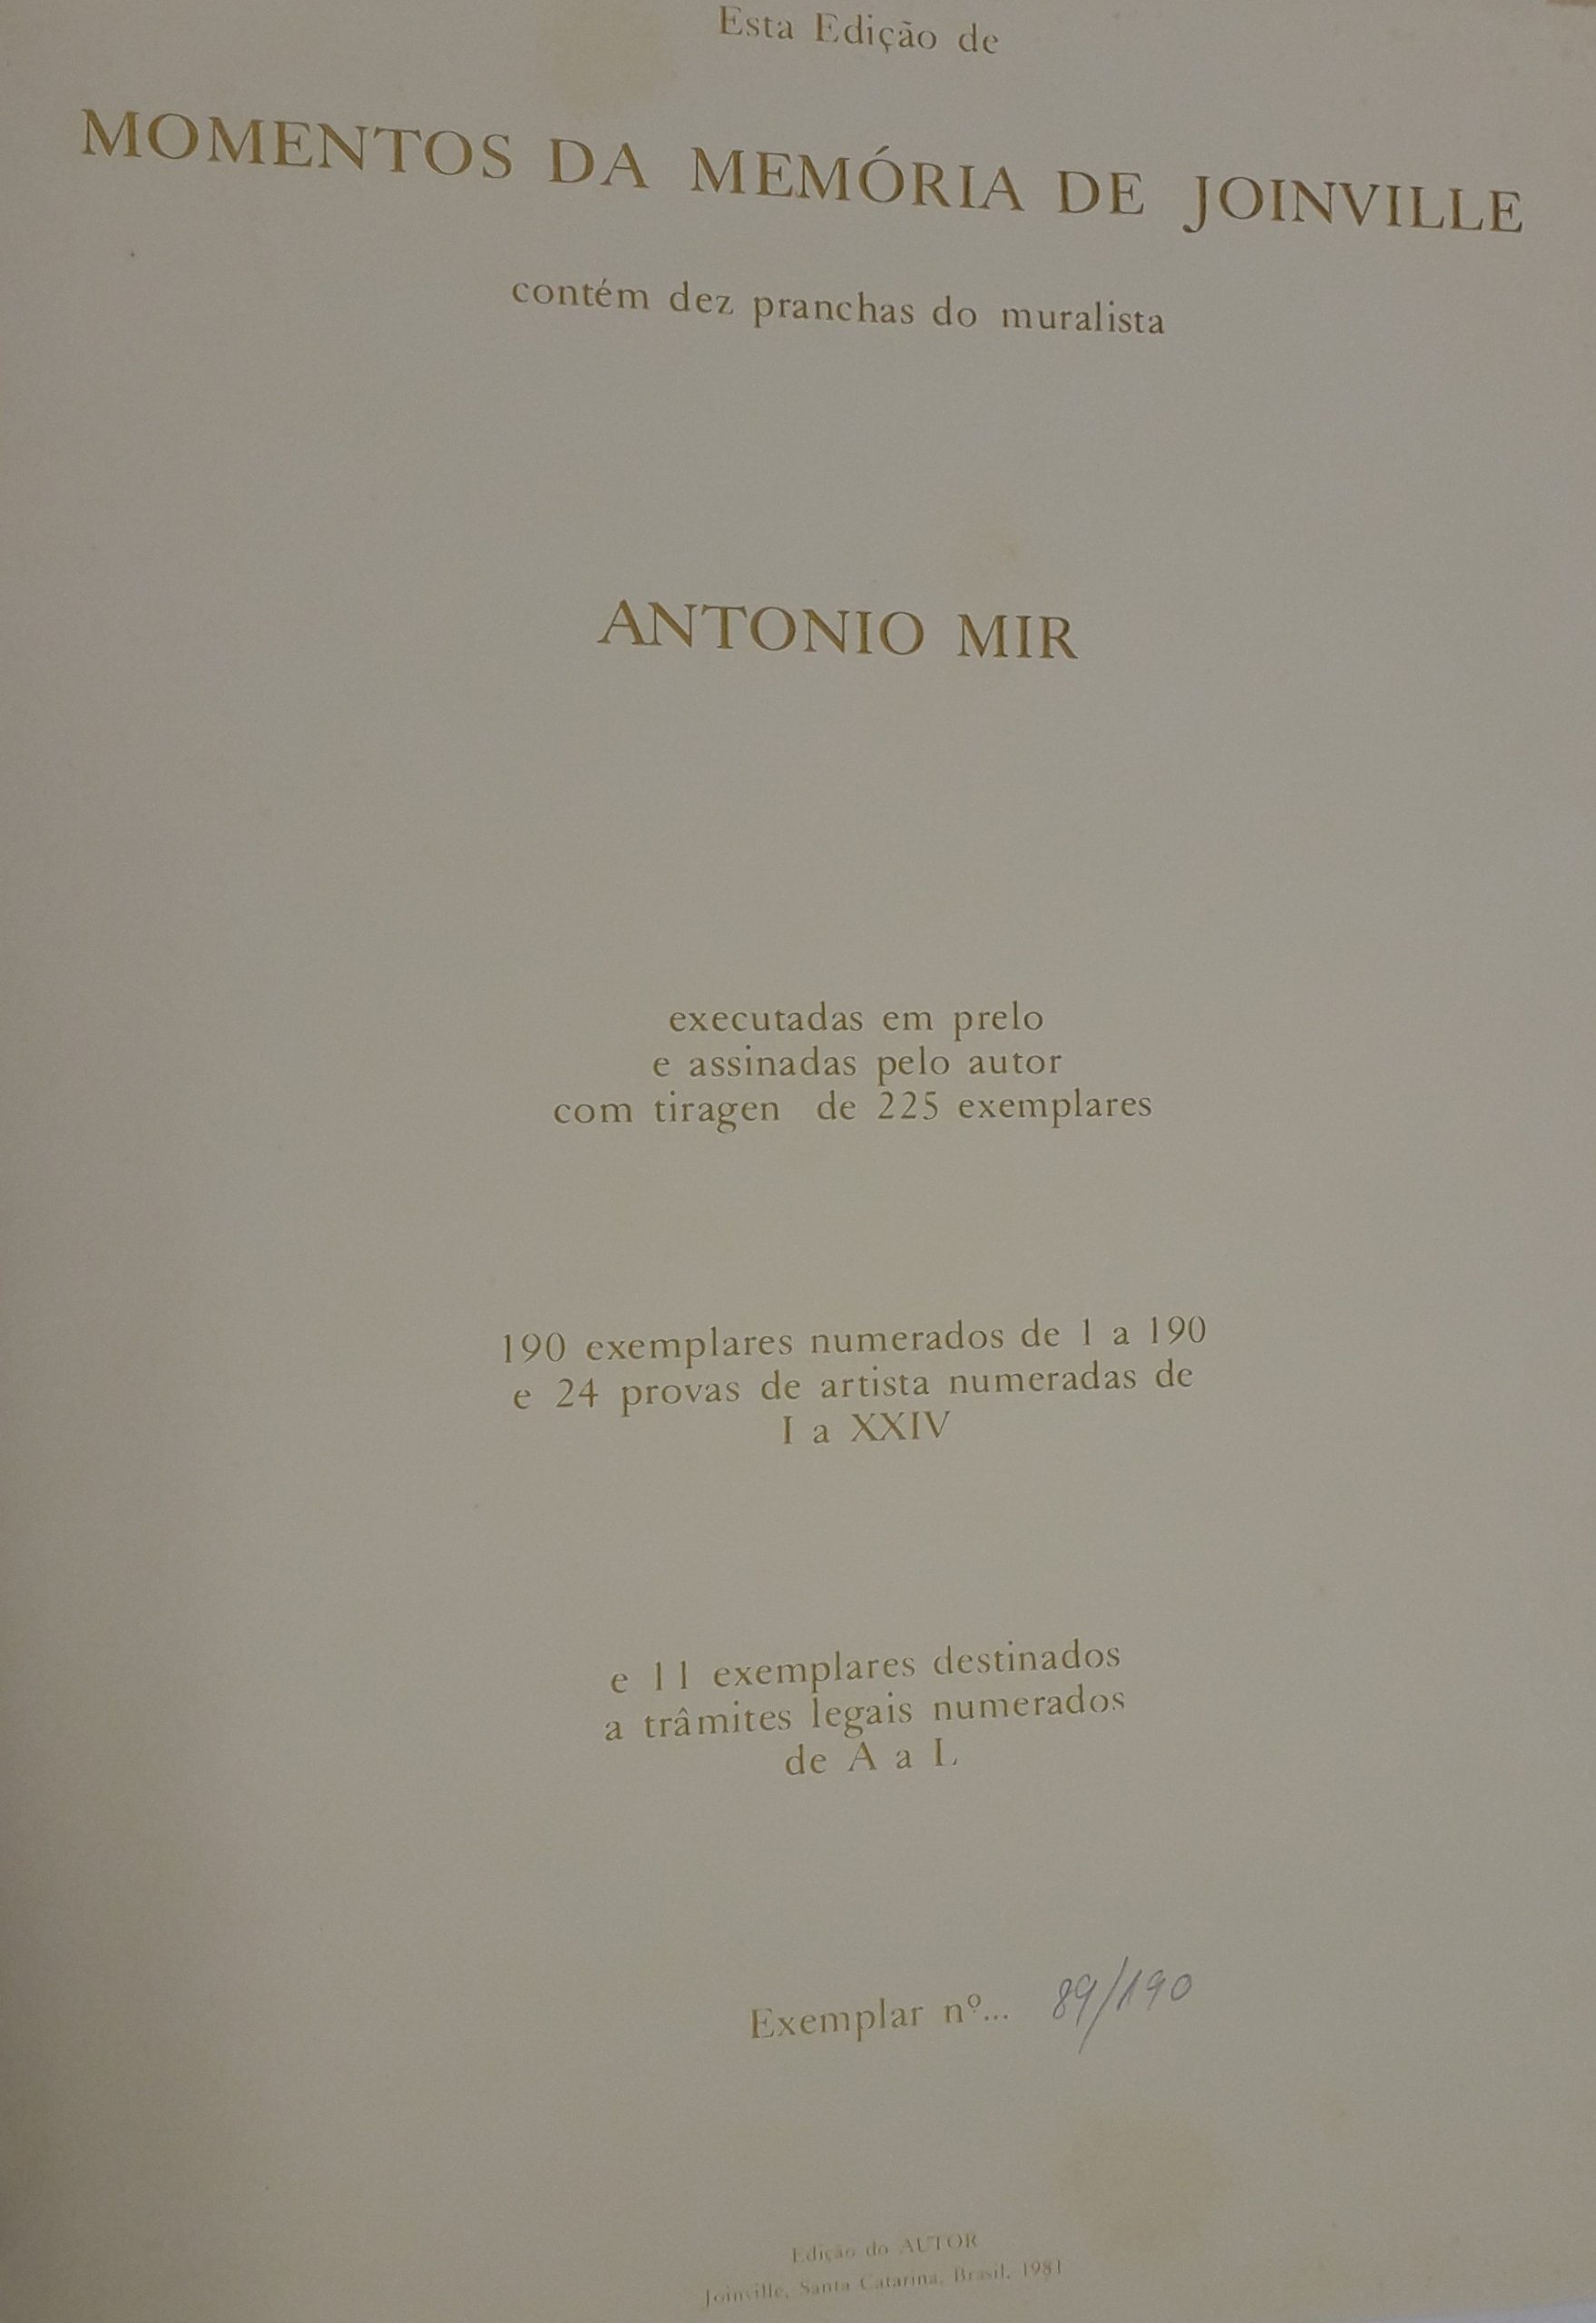 Esta Edição de
MOMENTOS DA MEMÓRIA DE JOINVILLE
contém dez pranchas do muralista
ANTONIO MIR
executadas em prelo
e assinadas pelo autor
com tiragen de 225 exemplares
190 exemplares numerados de 1 a 190
e 24 provas de artista numeradas de
I a XXIV
e 11 exemplares destinados
a trâmites legais numerados
de A a L
Exemplar nº... 89/190
Edição do AUTOR
Joinville, Santa Catarina, Brasil, 1981